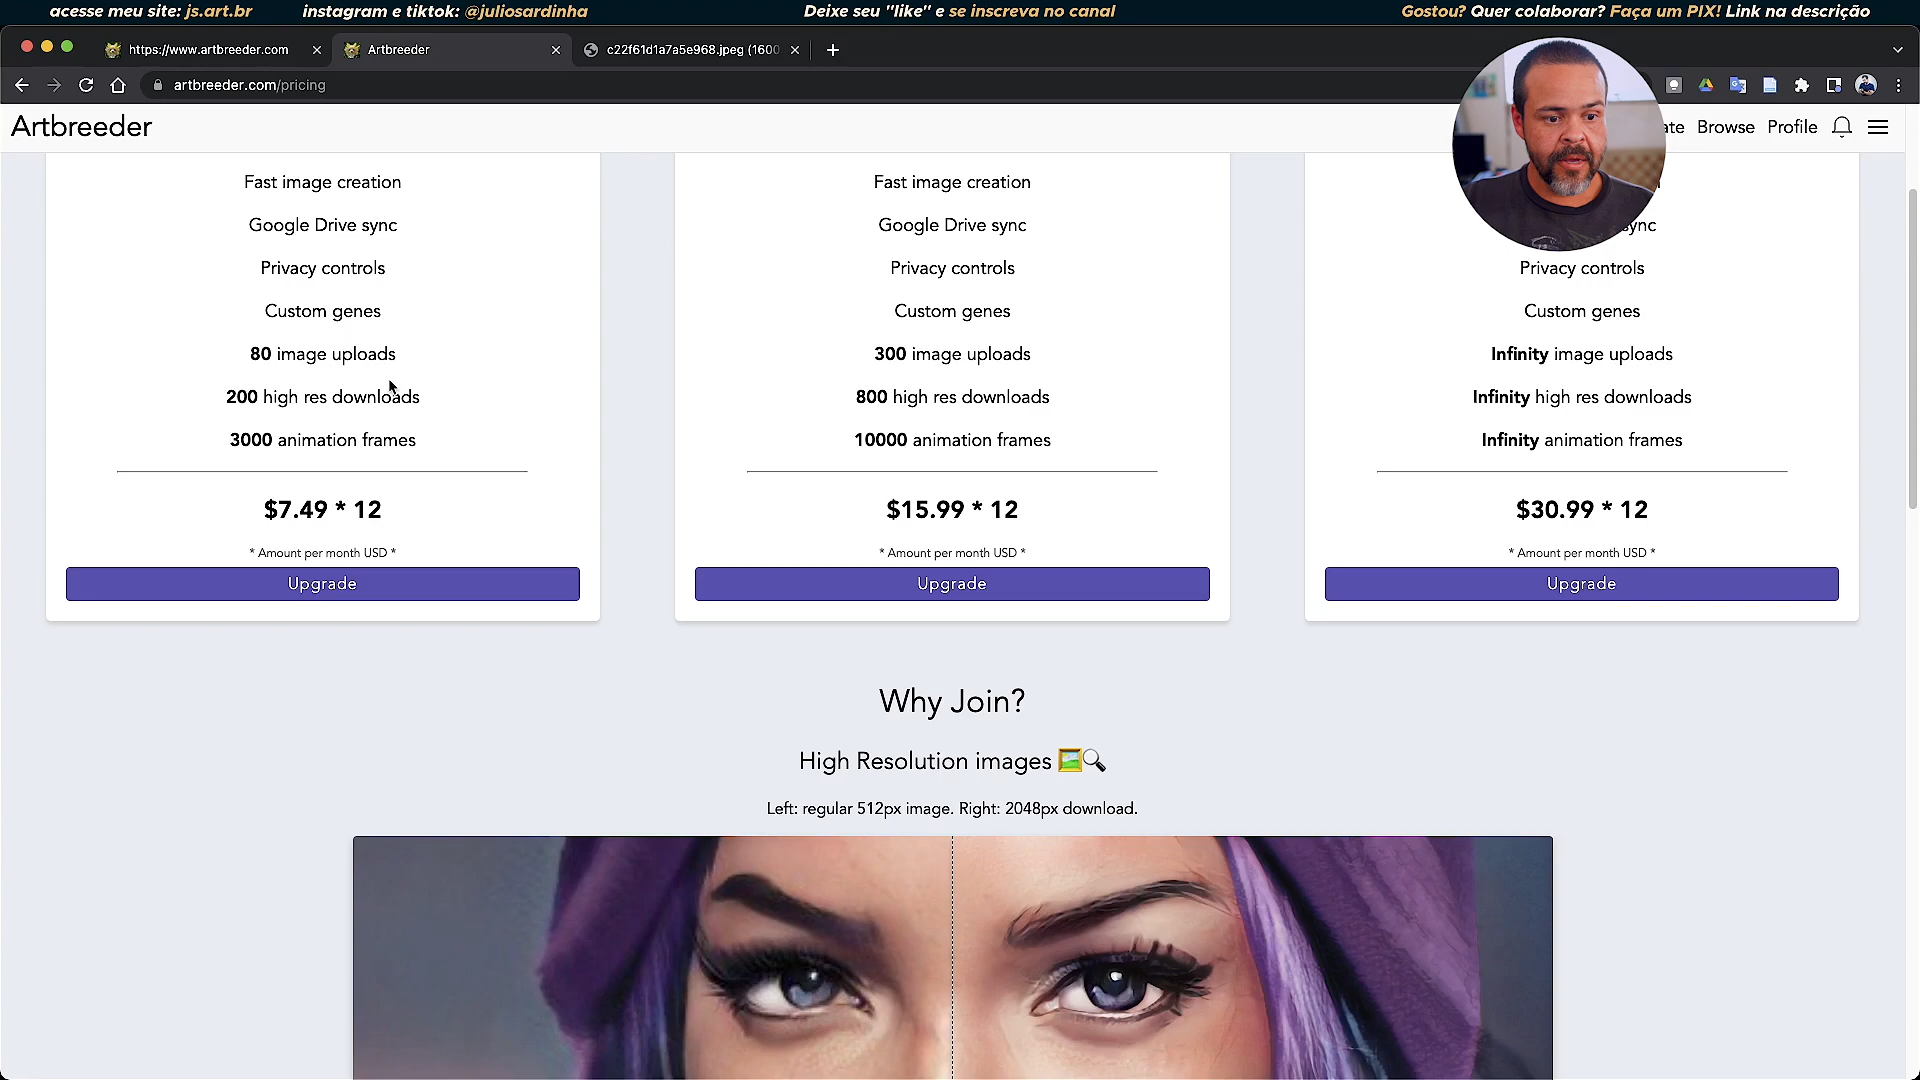 acesse meu site: js.art.br
instagram e tiktok: @juliosardinha
Deixe seu "like" e se inscreva no canal
Gostou? Quer colaborar? Faça um PIX! Link na descrição
https://www.artbreeder.com
Artbreeder
c22f61d1a7a5e968.jpeg (1600
artbreeder.com/pricing
Artbreeder
Browse
Profile
Fast image creation
Google Drive sync
Privacy controls
Custom genes
80 image uploads
200 high res downloads
3000 animation frames
$7.49 * 12
* Amount per month USD *
Upgrade
Fast image creation
Google Drive sync
Privacy controls
Custom genes
300 image uploads
800 high res downloads
10000 animation frames
$15.99 * 12
* Amount per month USD *
Upgrade
Privacy controls
Custom genes
Infinity image uploads
Infinity high res downloads
Infinity animation frames
$30.99 * 12
* Amount per month USD *
Upgrade
Why Join?
High Resolution images 🖼️🔍
Left: regular 512px image. Right: 2048px download.